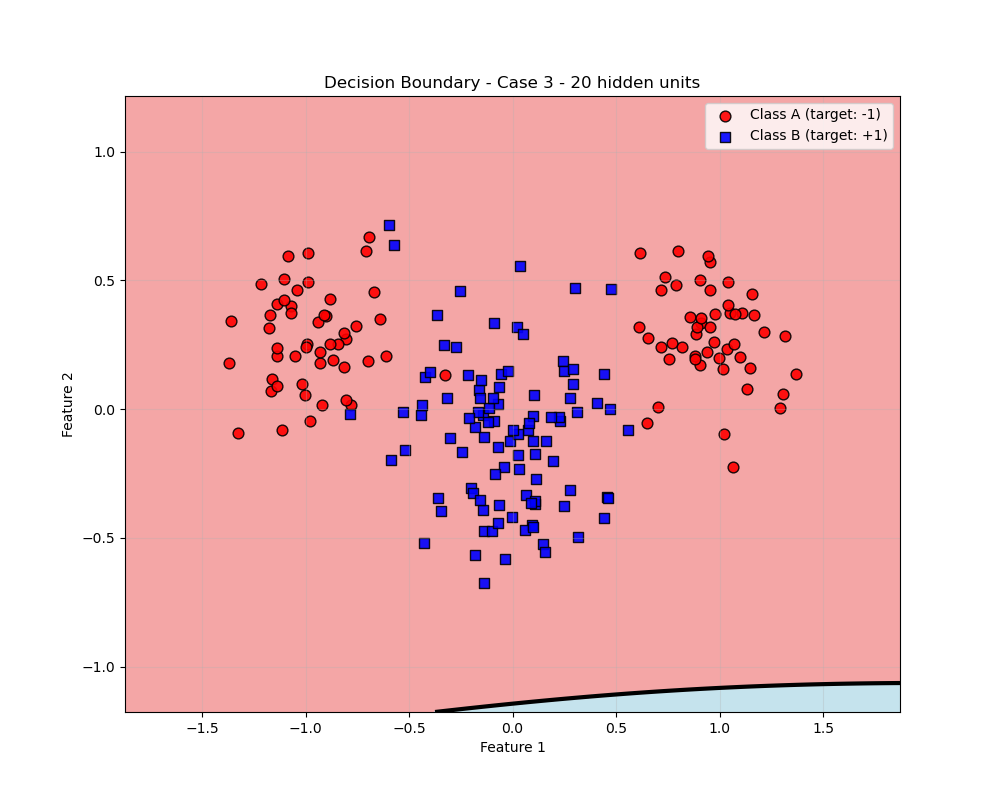 Decision Boundary - Case 3 - 20 hidden units
Class A (target: -1)
Class B (target: +1)
1.0
0.5
0.0
−0.5
−1.0
Feature 2
−1.5 −1.0 −0.5 0.0 0.5 1.0 1.5
Feature 1